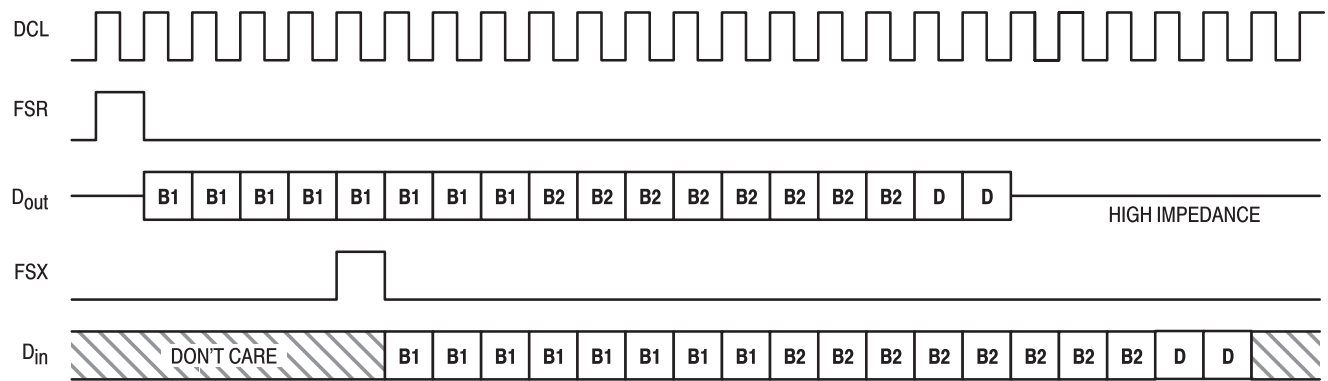 DCL
FSR
Dout B1 B1 B1 B1 B1 B1 B1 B1 B2 B2 B2 B2 B2 B2 B2 B2 D D
HIGH IMPEDANCE
FSX
Din DON'T CARE B1 B1 B1 B1 B1 B1 B1 B1 B2 B2 B2 B2 B2 B2 B2 B2 D D